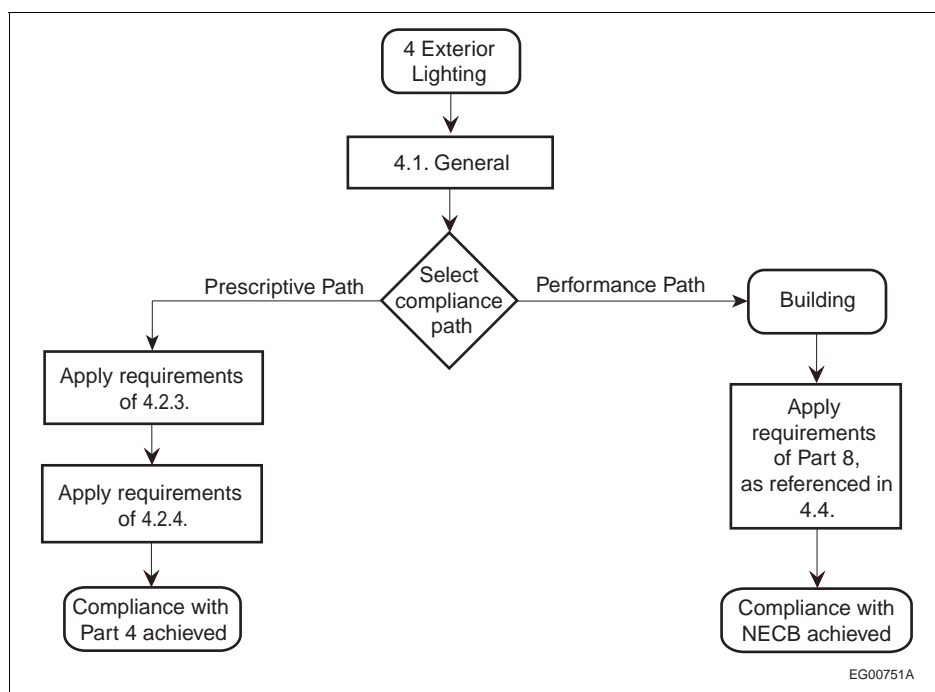 4 Exterior
Lighting
4.1. General
Select
compliance
path
Prescriptive Path
Performance Path
Building
Apply requirements
of 4.2.3.
Apply requirements
of 4.2.4.
Compliance with
Part 4 achieved
Apply
requirements
of Part 8,
as referenced in
4.4.
Compliance with
NECB achieved
EG00751A